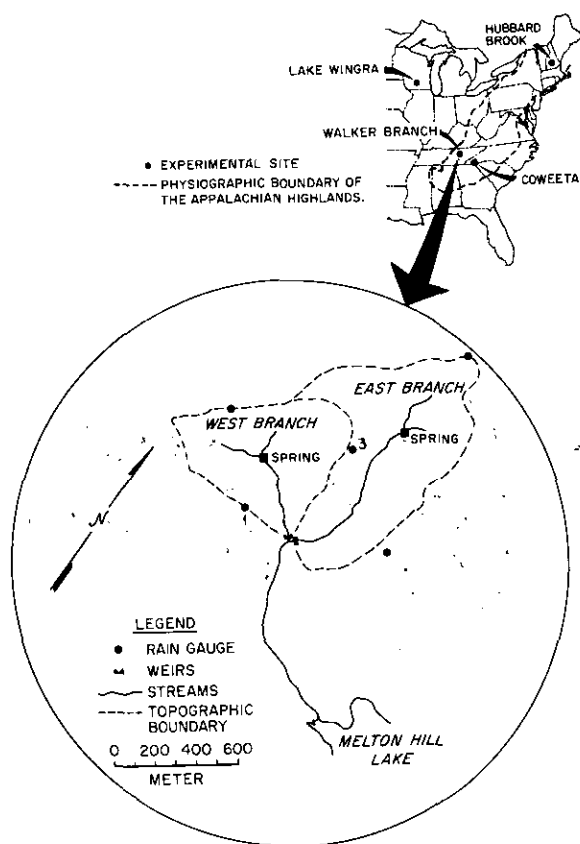 HUBBARD
BROOK
LAKE WINGRA
WALKER BRANCH
• EXPERIMENTAL SITE
COWEETA
PHYSIOGRAPHIC BOUNDARY OF
THE APPALACHIAN HIGHLANDS.
EAST BRANCH
WEST BRANCH
3
SPRING
SPRING
1
N
LEGEND
• RAIN GAUGE
WEIRS
STREAMS
TOPOGRAPHIC
BOUNDARY
0 200 400 600
METER
MELTON HILL
LAKE